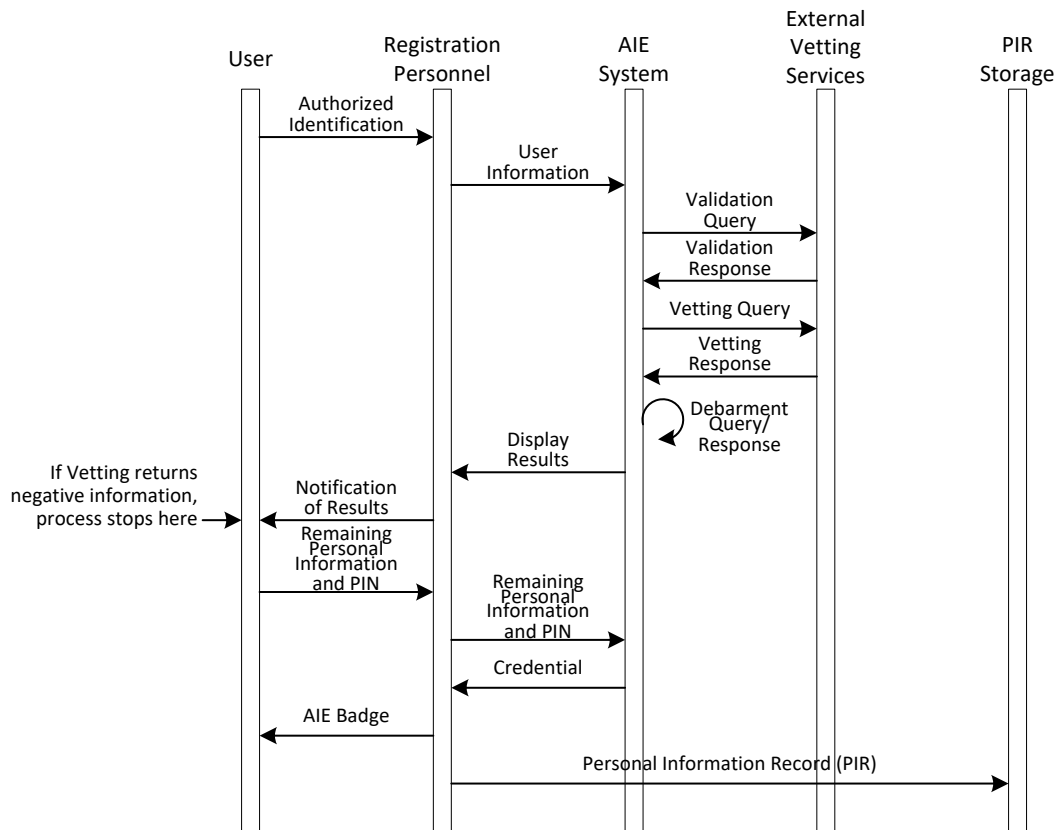 User
Registration
Personnel
AIE
System
External
Vetting
Services
PIR
Storage
Authorized
Identification
User
Information
Validation
Query
Validation
Response
Vetting Query
Vetting
Response
Debarment
Query/
Response
Display
Results
If Vetting returns
negative information,
process stops here
Notification
of Results
Remaining
Personal
Information
and PIN
Remaining
Personal
Information
and PIN
Credential
AIE Badge
Personal Information Record (PIR)